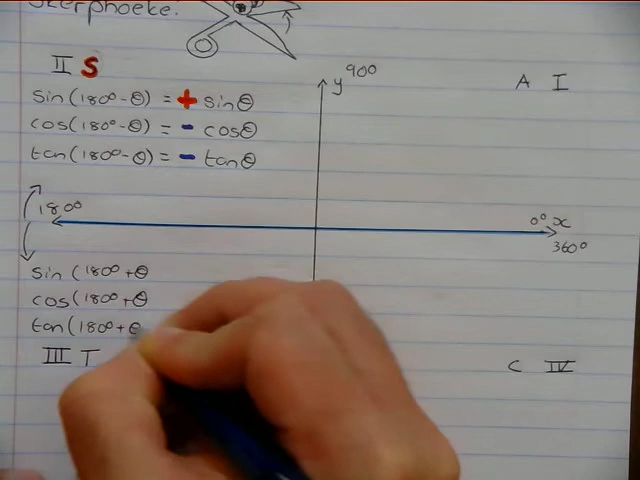 Skerphoeke.
II S
sin(180° - θ) = + sinθ
cos(180° - θ) = - cosθ
tan(180° - θ) = - tanθ
y 90°
A I
180°
0° x
360°
sin (180° + θ
cos(180° + θ
tan(180° + θ
III T
C IV